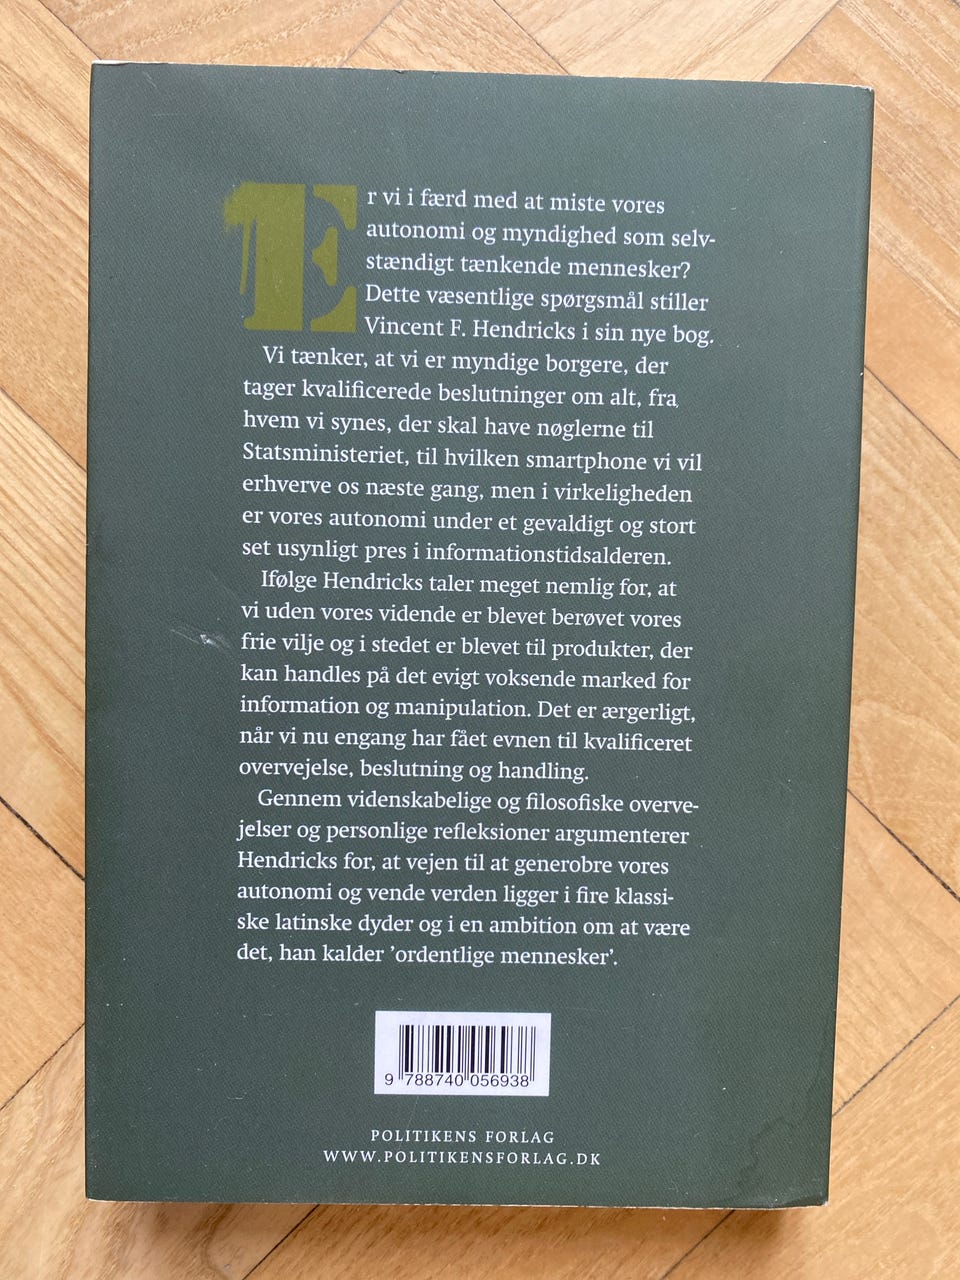 Er vi i færd med at miste vores
autonomi og myndighed som selv-
stændigt tænkende mennesker?
Dette væsentlige spørgsmål stiller
Vincent F. Hendricks i sin nye bog.
Vi tænker, at vi er myndige borgere, der
tager kvalificerede beslutninger om alt, fra
hvem vi synes, der skal have nøglerne til
Statsministeriet, til hvilken smartphone vi vil
erhverve os næste gang, men i virkeligheden
er vores autonomi under et gevaldigt og stort
set usynligt pres i informationstidsalderen.
Ifølge Hendricks taler meget nemlig for, at
vi uden vores vidende er blevet berøvet vores
frie vilje og i stedet er blevet til produkter, der
kan handles på det evigt voksende marked for
information og manipulation. Det er ærgerligt,
når vi nu engang har fået evnen til kvalificeret
overvejelse, beslutning og handling.
Gennem videnskabelige og filosofiske overve-
jelser og personlige refleksioner argumenterer
Hendricks for, at vejen til at generobre vores
autonomi og vende verden ligger i fire klassi-
ske latinske dyder og i en ambition om at være
det, han kalder ’ordentlige mennesker’.
9 788740 056938
POLITIKENS FORLAG
WWW.POLITIKENSFORLAG.DK